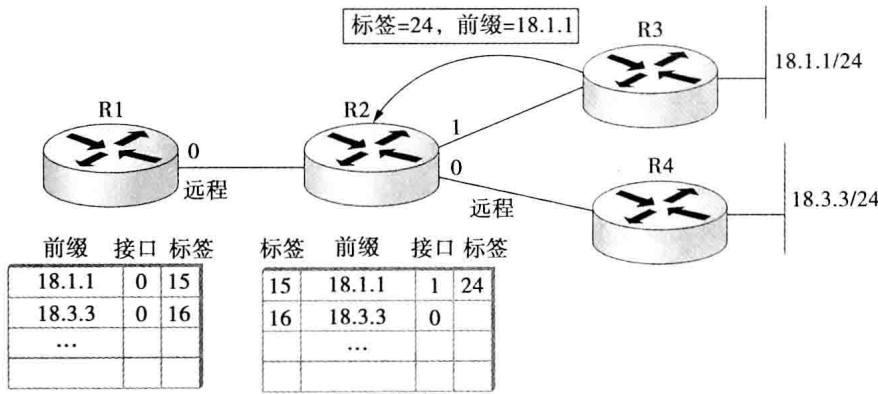 标签=24，前缀=18.1.1
R3
18.1.1/24
R1
R2
1
0
0
R4
远程
远程
18.3.3/24
前缀 接口 标签
18.1.1 0 15
18.3.3 0 16
...
标签 前缀 接口 标签
15 18.1.1 1 24
16 18.3.3 0
...